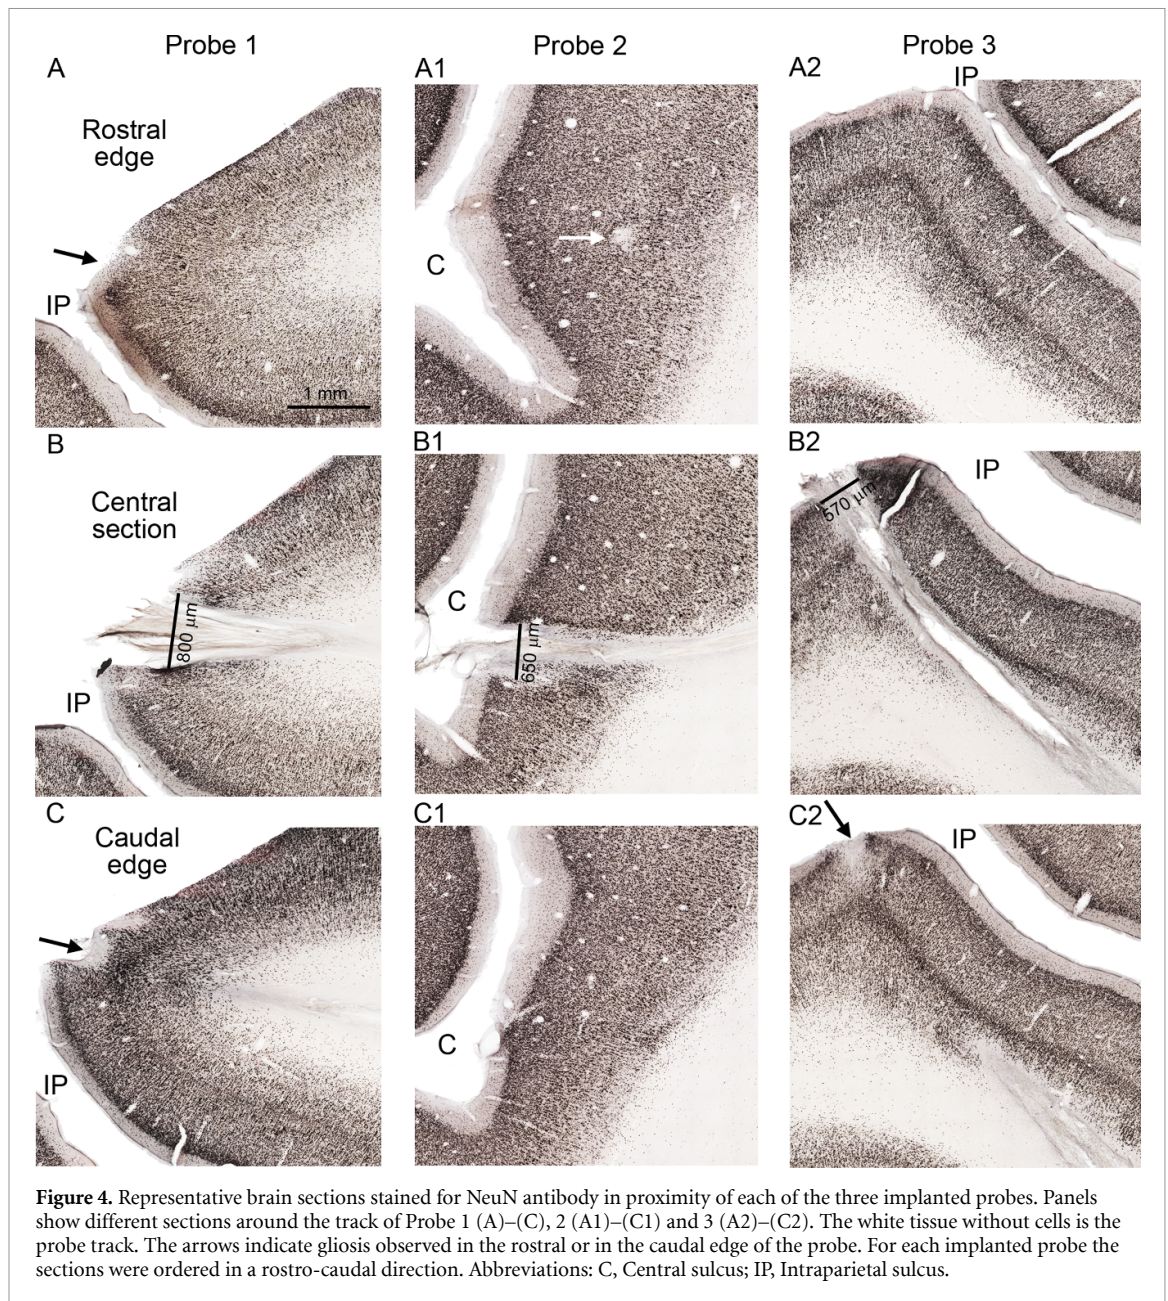 Probe 1
Probe 2
Probe 3
A
Rostral
edge
IP
1 mm
A1
C
A2
IP
B
Central
section
800 µm
IP
B1
C
650 µm
B2
IP
570 µm
C
Caudal
edge
IP
C1
C
C2
IP
Figure 4. Representative brain sections stained for NeuN antibody in proximity of each of the three implanted probes. Panels
show different sections around the track of Probe 1 (A)–(C), 2 (A1)–(C1) and 3 (A2)–(C2). The white tissue without cells is the
probe track. The arrows indicate gliosis observed in the rostral or in the caudal edge of the probe. For each implanted probe the
sections were ordered in a rostro-caudal direction. Abbreviations: C, Central sulcus; IP, Intraparietal sulcus.